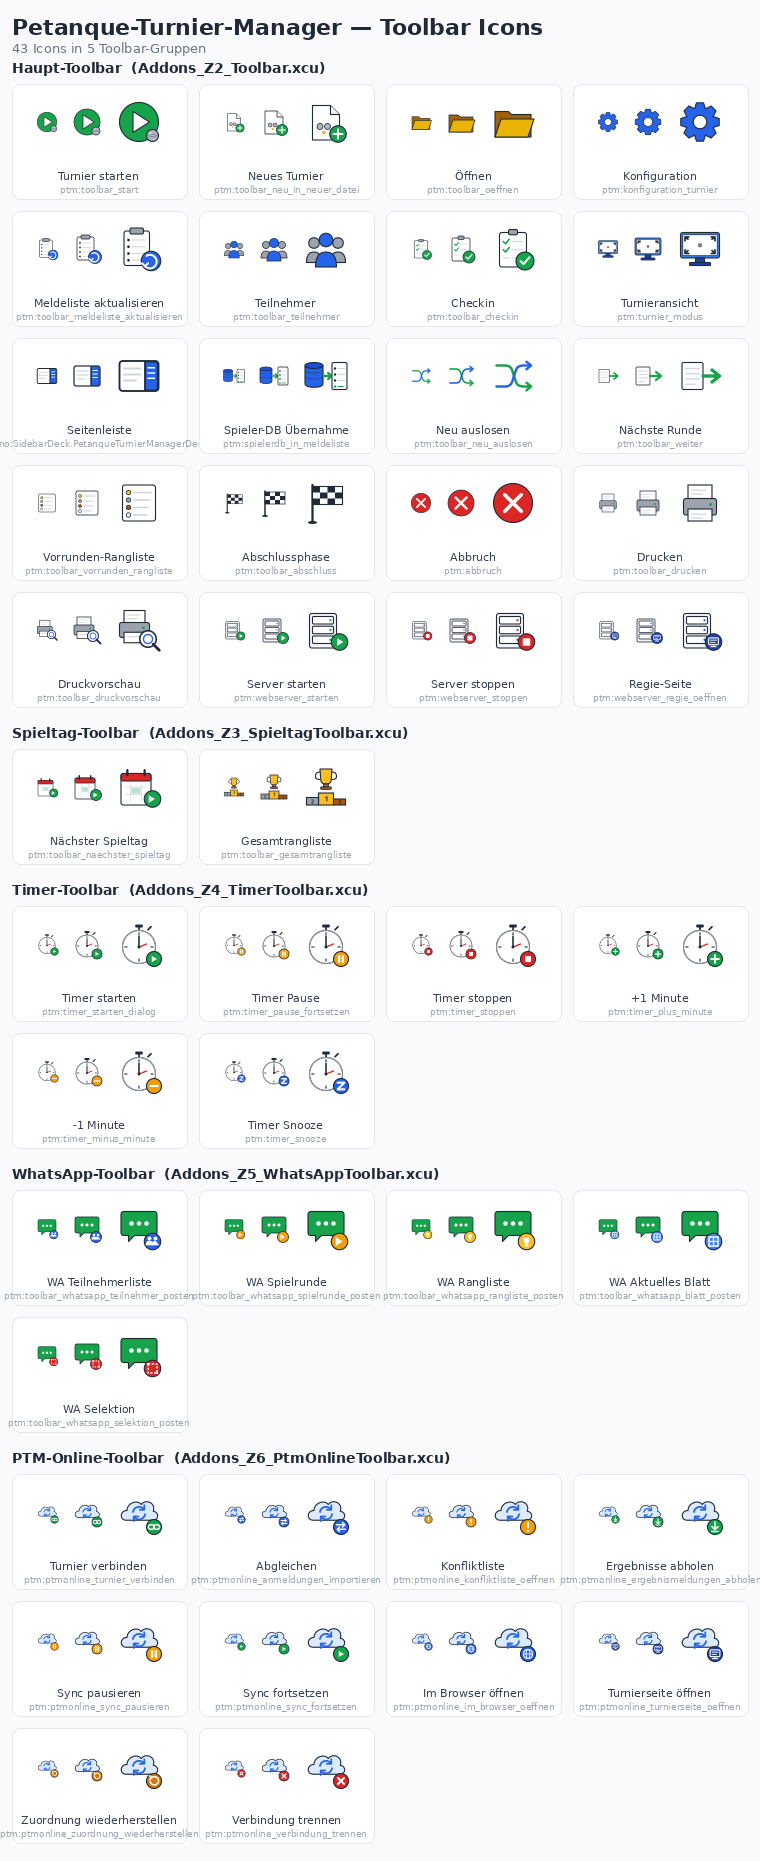 Petanque-Turnier-Manager — Toolbar Icons
43 Icons in 5 Toolbar-Gruppen
Haupt-Toolbar (Addons_Z2_Toolbar.xcu)
Turnier starten
ptm:toolbar_start
Neues Turnier
ptm:toolbar_neu_in_neuer_datei
Öffnen
ptm:toolbar_oeffnen
Konfiguration
ptm:konfiguration_turnier
Meldeliste aktualisieren
ptm:toolbar_meldeliste_aktualisieren
Teilnehmer
ptm:toolbar_teilnehmer
Checkin
ptm:toolbar_checkin
Turnieransicht
ptm:turnier_modus
Seitenleiste
no:SidebarDeck.PetanqueTurnierManagerDe
Spieler-DB Übernahme
ptm:spielerdb_in_meldeliste
Neu auslosen
ptm:toolbar_neu_auslosen
Nächste Runde
ptm:toolbar_weiter
Vorrunden-Rangliste
ptm:toolbar_vorrunden_rangliste
Abschlussphase
ptm:toolbar_abschluss
Abbruch
ptm:abbruch
Drucken
ptm:toolbar_drucken
Druckvorschau
ptm:toolbar_druckvorschau
Server starten
ptm:webserver_starten
Server stoppen
ptm:webserver_stoppen
Regie-Seite
ptm:webserver_regie_oeffnen
Spieltag-Toolbar (Addons_Z3_SpieltagToolbar.xcu)
Nächster Spieltag
ptm:toolbar_naechster_spieltag
Gesamtrangliste
ptm:toolbar_gesamtrangliste
Timer-Toolbar (Addons_Z4_TimerToolbar.xcu)
Timer starten
ptm:timer_starten_dialog
Timer Pause
ptm:timer_pause_fortsetzen
Timer stoppen
ptm:timer_stoppen
+1 Minute
ptm:timer_plus_minute
-1 Minute
ptm:timer_minus_minute
Timer Snooze
ptm:timer_snooze
WhatsApp-Toolbar (Addons_Z5_WhatsAppToolbar.xcu)
WA Teilnehmerliste
ptm:toolbar_whatsapp_teilnehmer_posten
WA Spielrunde
ptm:toolbar_whatsapp_spielrunde_posten
WA Rangliste
ptm:toolbar_whatsapp_rangliste_posten
WA Aktuelles Blatt
ptm:toolbar_whatsapp_blatt_posten
WA Selektion
ptm:toolbar_whatsapp_selektion_posten
PTM-Online-Toolbar (Addons_Z6_PtmOnlineToolbar.xcu)
Turnier verbinden
ptm:ptmonline_turnier_verbinden
Abgleichen
ptm:ptmonline_anmeldungen_importieren
Konfliktliste
ptm:ptmonline_konfliktliste_oeffnen
Ergebnisse abholen
ptm:ptmonline_ergebnismeldungen_abholen
Sync pausieren
ptm:ptmonline_sync_pausieren
Sync fortsetzen
ptm:ptmonline_sync_fortsetzen
Im Browser öffnen
ptm:ptmonline_im_browser_oeffnen
Turnierseite öffnen
ptm:ptmonline_turnierseite_oeffnen
Zuordnung wiederherstellen
ptm:ptmonline_zuordnung_wiederherstellen
Verbindung trennen
ptm:ptmonline_verbindung_trennen